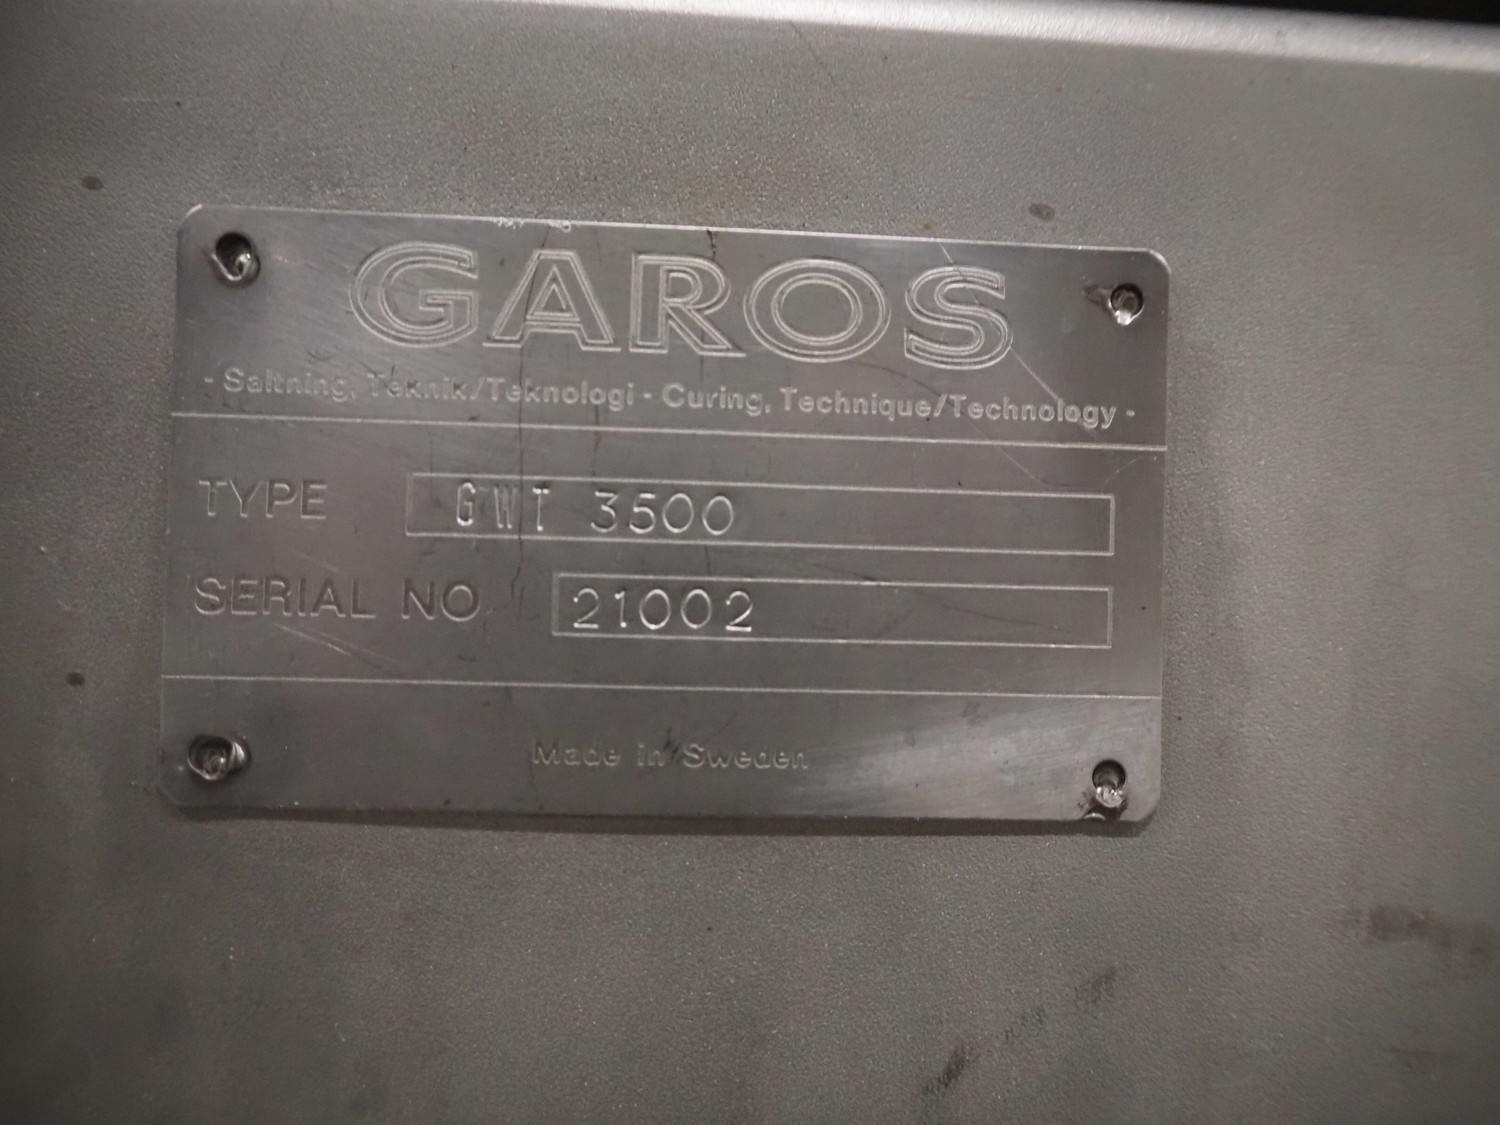 GAROS
- Saltning, Teknik/Teknologi - Curing, Technique/Technology -
TYPE GWT 3500
SERIAL NO 21002
Made in Sweden